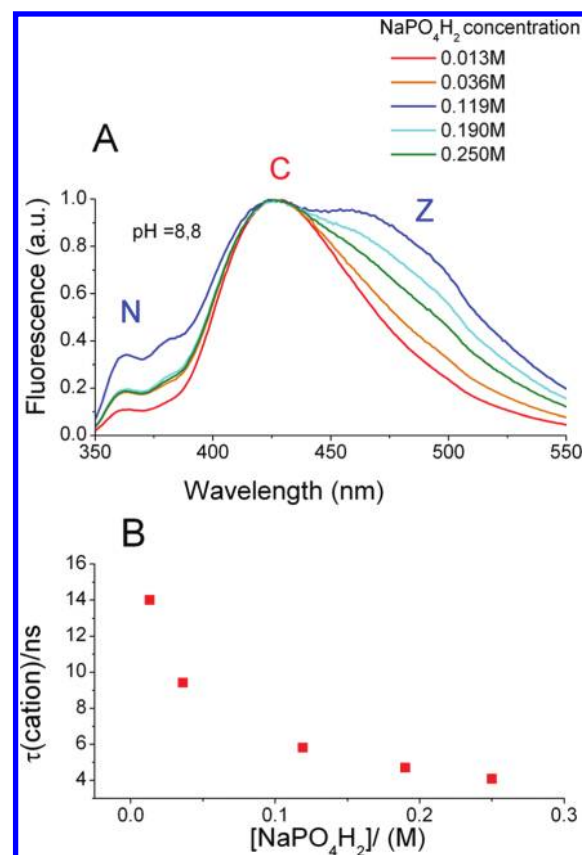 NaPO₄H₂ concentration
0.013M
0.036M
0.119M
0.190M
0.250M
A
C
Z
N
pH =8,8
Fluorescence (a.u.)
1.0
0.8
0.6
0.4
0.2
0.0
350 400 450 500 550
Wavelength (nm)
B
τ(cation)/ns
16
14
12
10
8
6
4
0.0 0.1 0.2 0.3
[NaPO₄H₂]/ (M)